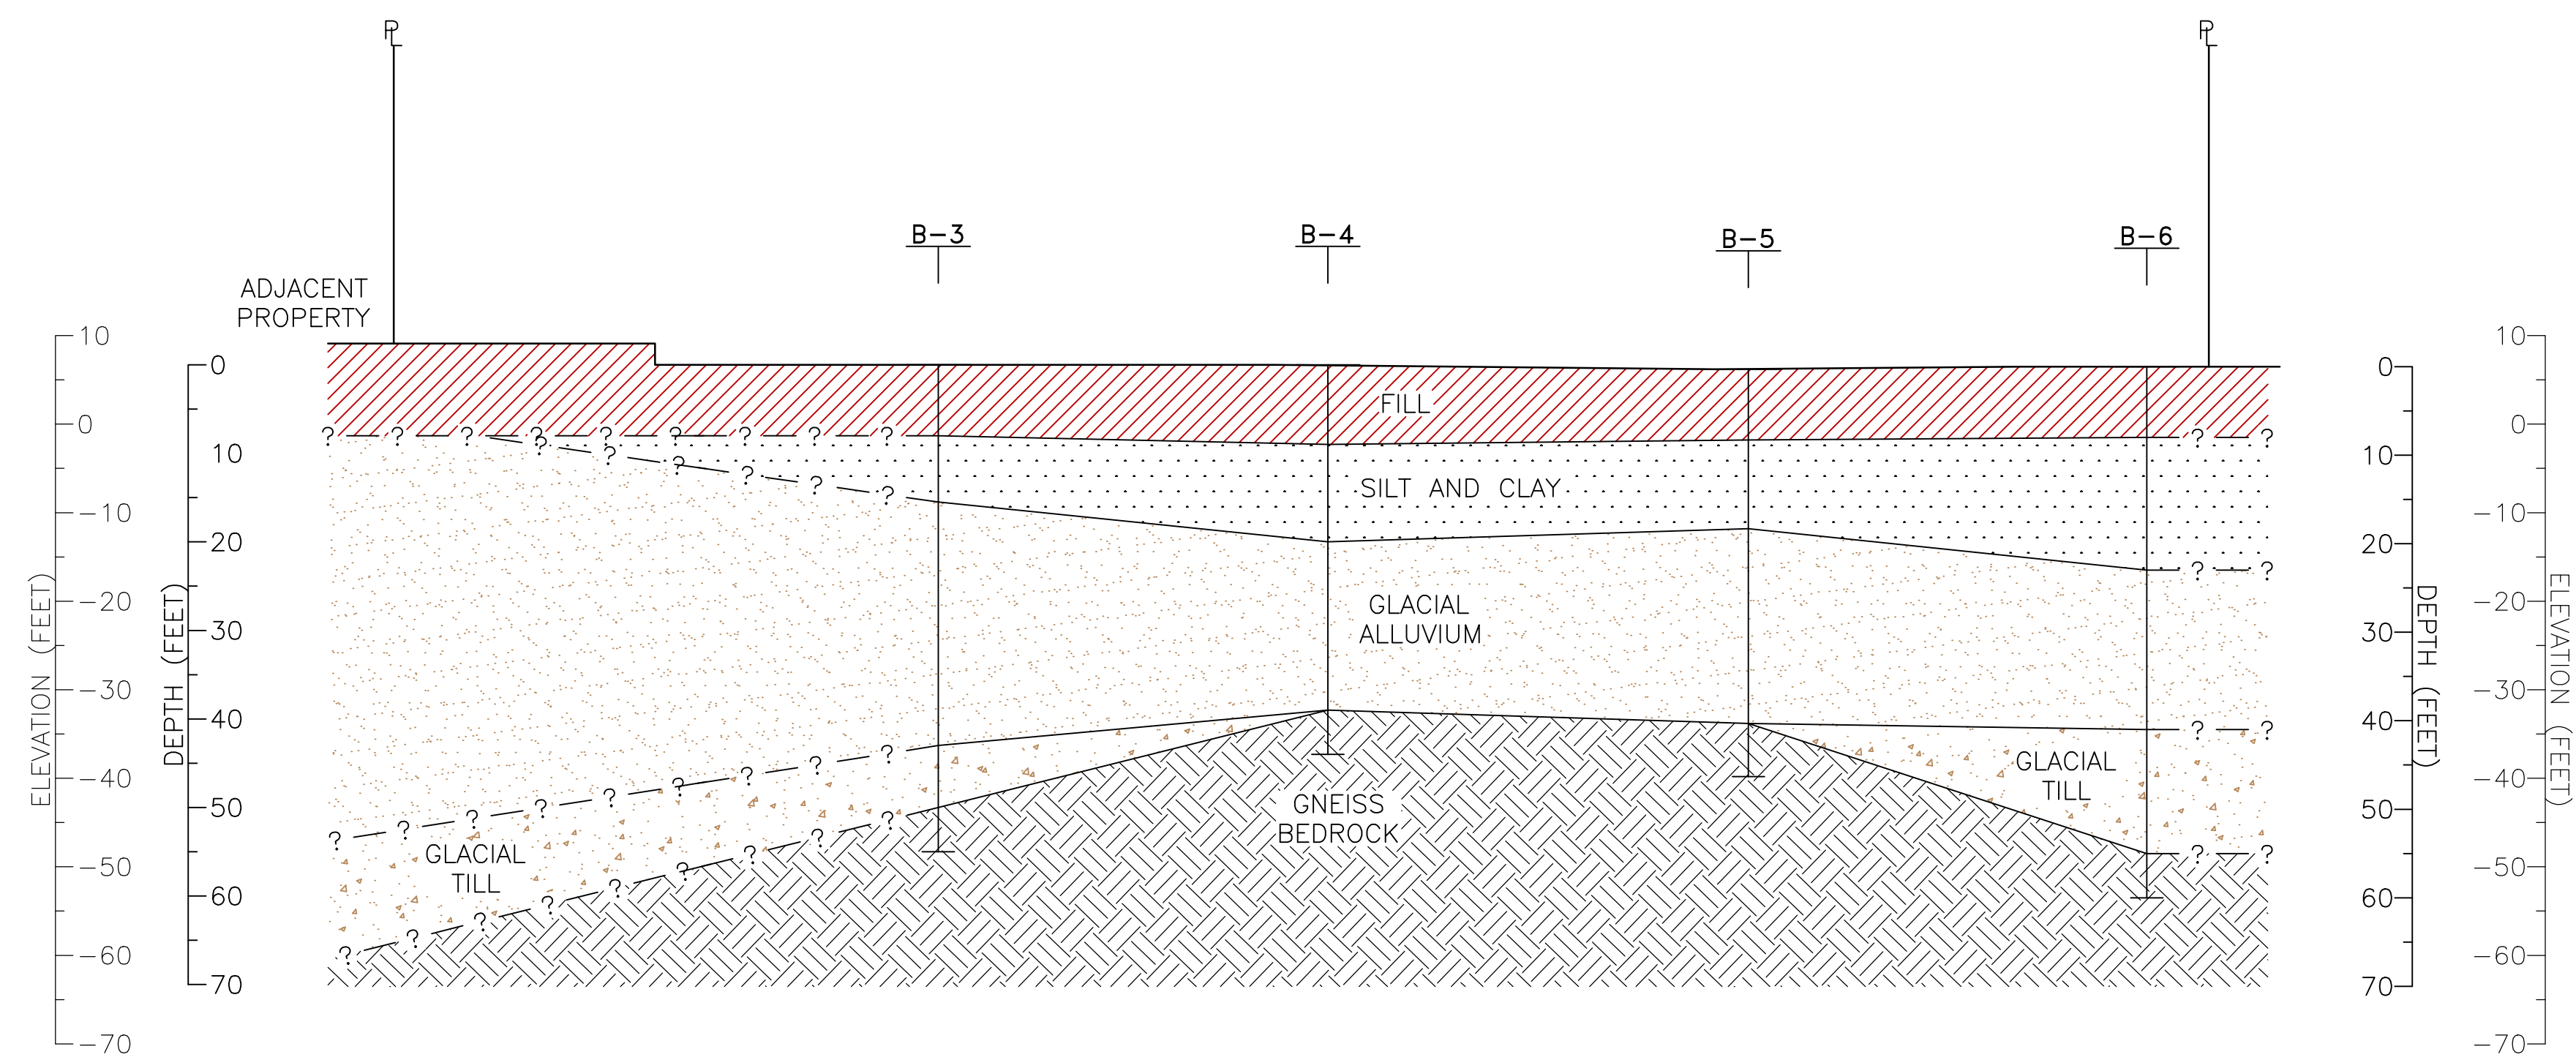 PL
PL
B-3
B-4
B-5
B-6
ADJACENT
PROPERTY
ELEVATION (FEET)
10
0
-10
-20
-30
-40
-50
-60
-70
DEPTH (FEET)
0
10
20
30
40
50
60
70
FILL
SILT AND CLAY
GLACIAL
ALLUVIUM
GLACIAL
TILL
GNEISS
BEDROCK
GLACIAL
TILL
? ? ? ? ? ? ? ? ? ? ?
? ? ? ? ? ? ? ?
? ? ? ? ? ? ? ? ? ? ?
? ? ? ? ? ? ? ? ? ? ?
DEPTH (FEET)
0
10
20
30
40
50
60
70
ELEVATION (FEET)
10
0
-10
-20
-30
-40
-50
-60
-70